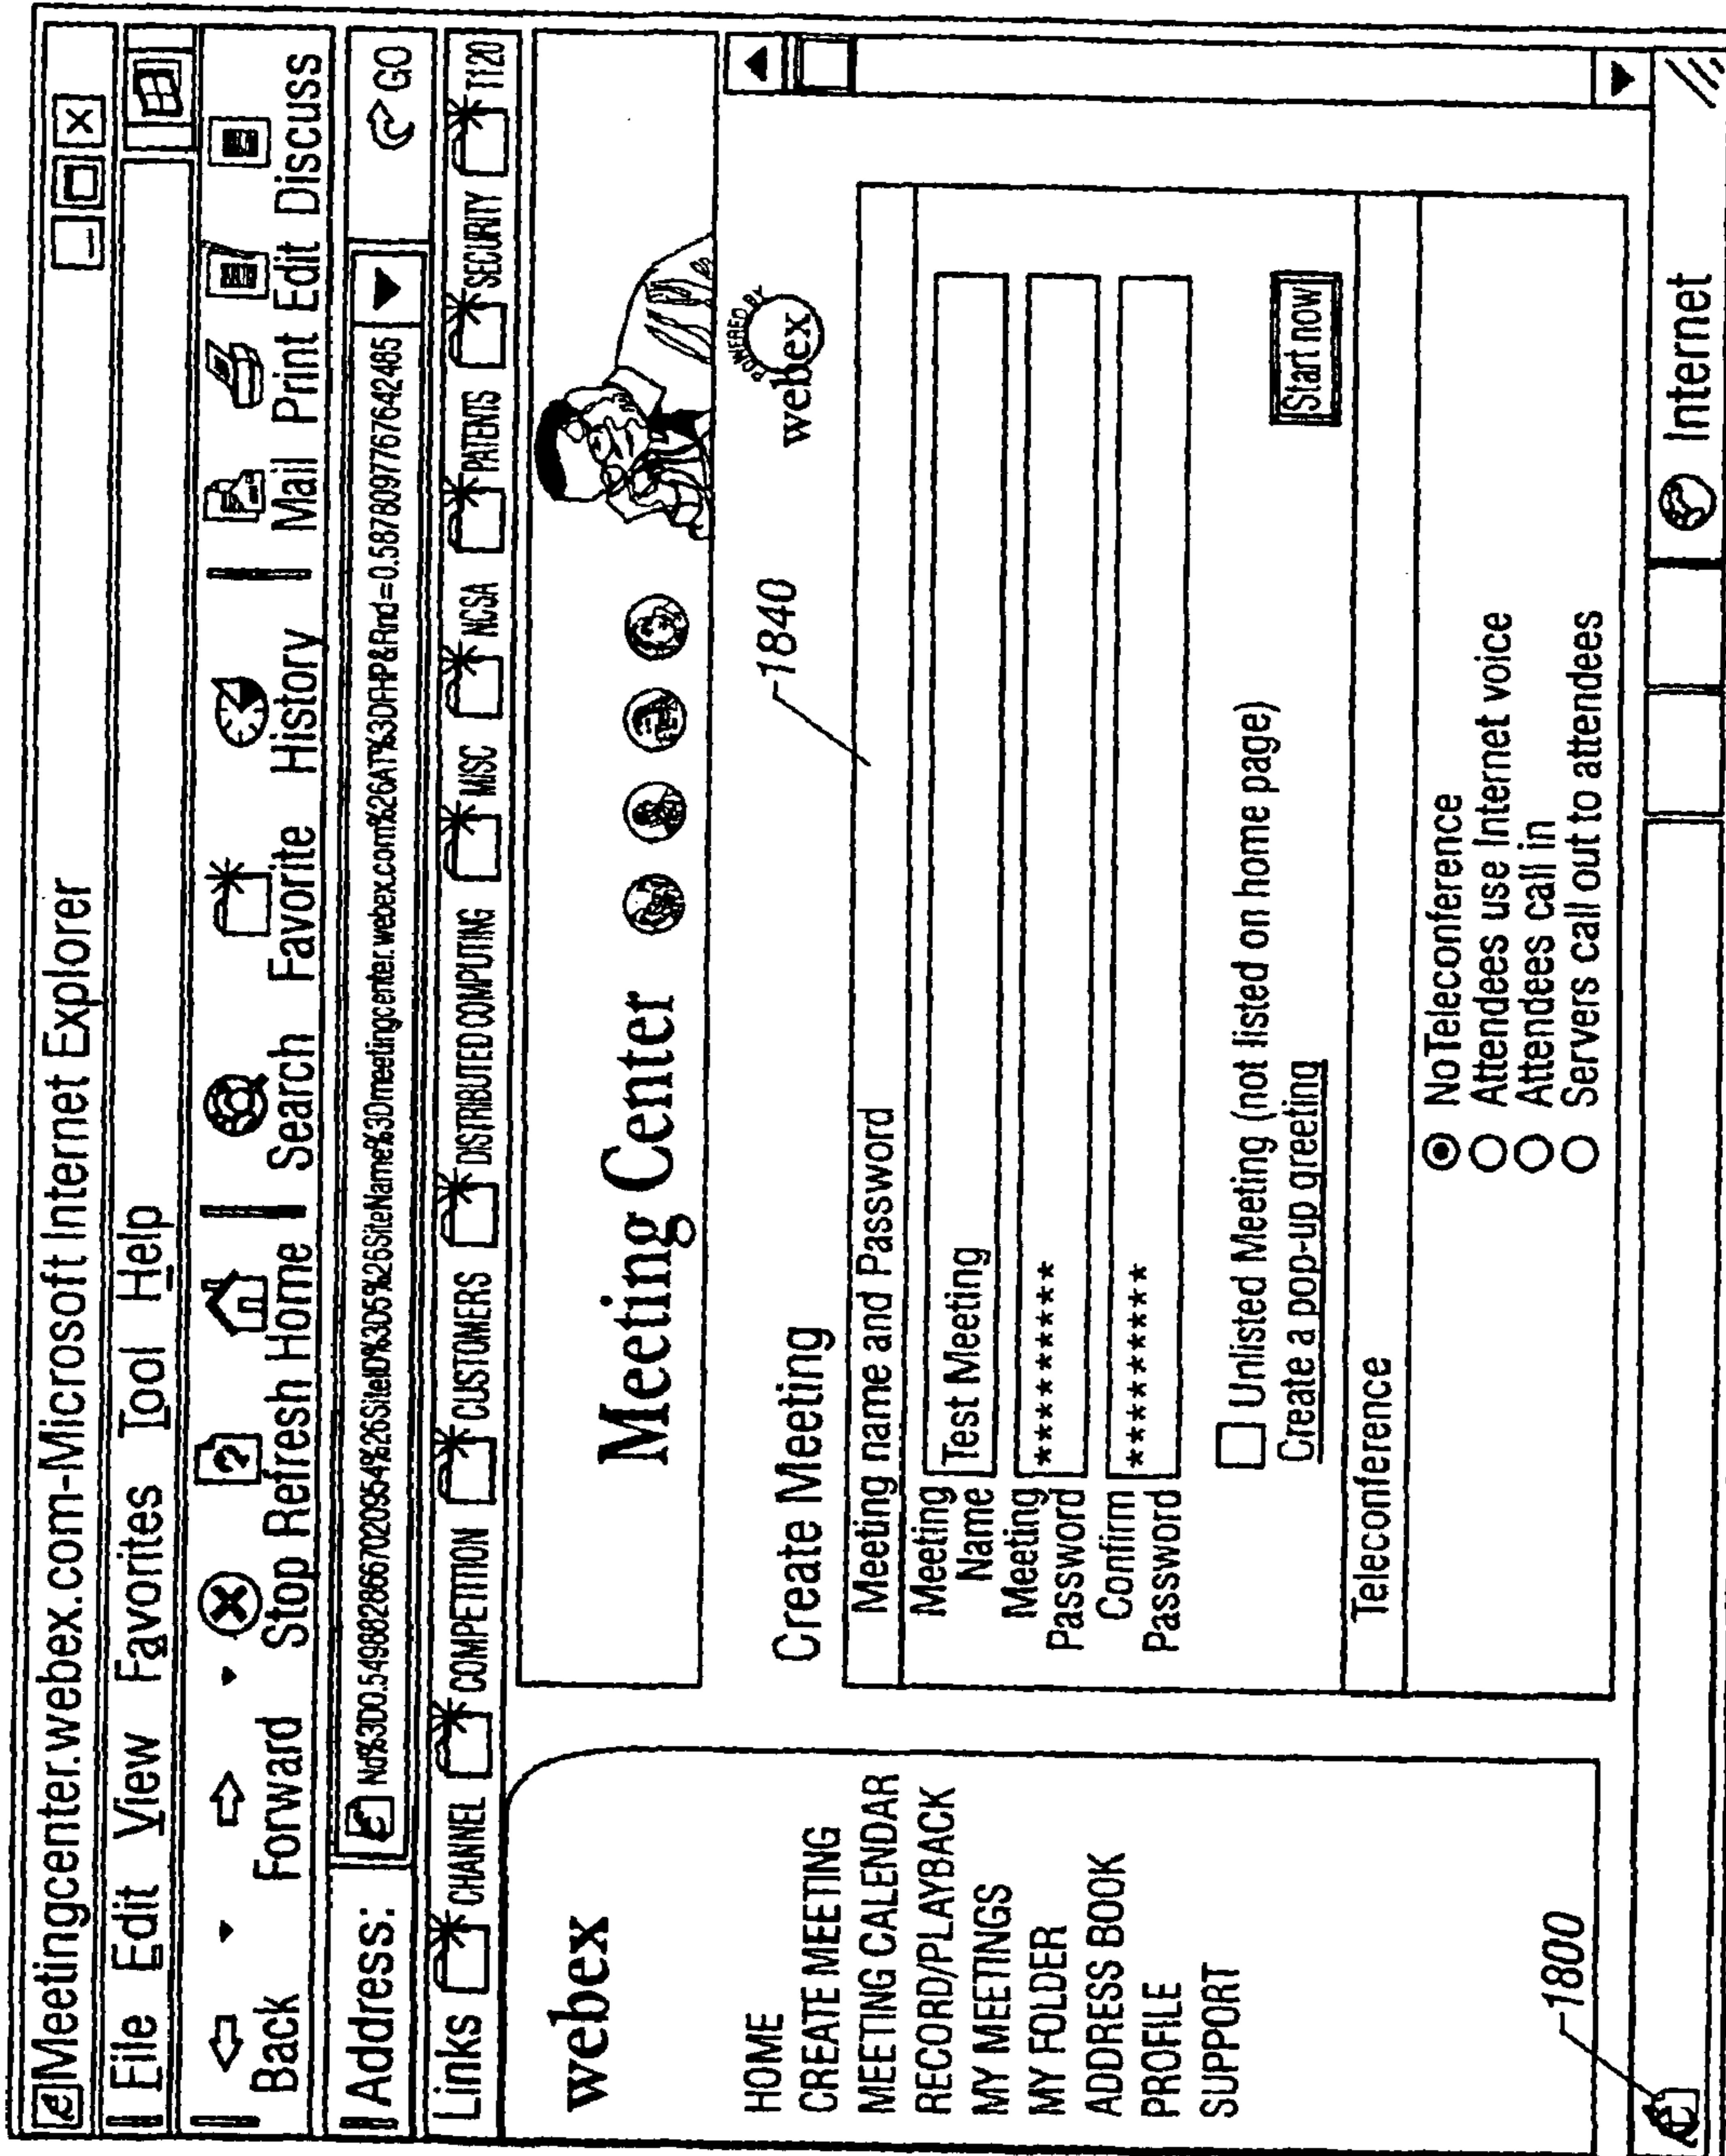 Meetingcenter.webex.com-Microsoft Internet Explorer
File Edit View Favorites Tool Help
Back Forward Stop Refresh Home Search Favorite History Mail Print Edit Discuss
Address: GO
Links CHANNEL COMPETITION CUSTOMERS DISTRIBUTED COMPUTING MISC NCSA PATENTS SECURITY T120
webex
HOME
CREATE MEETING
MEETING CALENDAR
RECORD/PLAYBACK
MY MEETINGS
MY FOLDER
ADDRESS BOOK
PROFILE
SUPPORT
1800
Meeting Center
POWERED BY
webex
Create Meeting
1840
Meeting name and Password
Meeting Name Test Meeting
Meeting Password *********
Confirm Password *********
Unlisted Meeting (not listed on home page)
Create a pop-up greeting
Start now
Teleconference
NoTeleconference
Attendees use Internet voice
Attendees call in
Servers call out to attendees
Internet